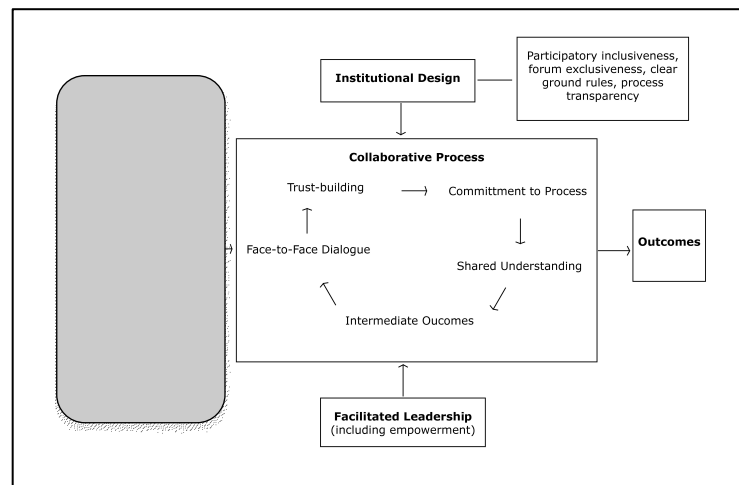 Institutional Design
Participatory inclusiveness,
forum exclusiveness, clear
ground rules, process
transparency
Collaborative Process
Trust-building
Committment to Process
Face-to-Face Dialogue
Shared Understanding
Intermediate Oucomes
Outcomes
Facilitated Leadership
(including empowerment)